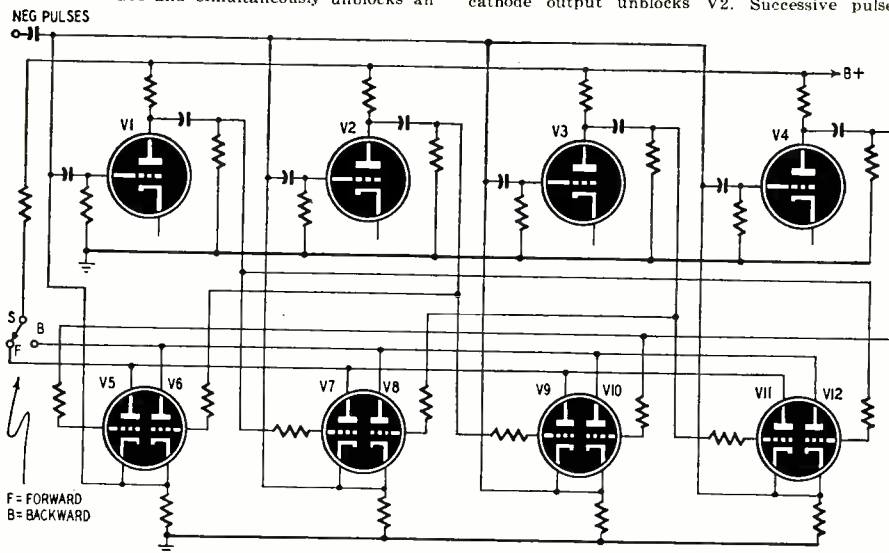 and simultaneously unblocks an
cathode output unblocks V2. Successive pulse
NEG PULSES
B+
V1
V2
V3
V4
S
B
F
V5 V6
V7 V8
V9 V10
V11 V12
F = FORWARD
B = BACKWARD